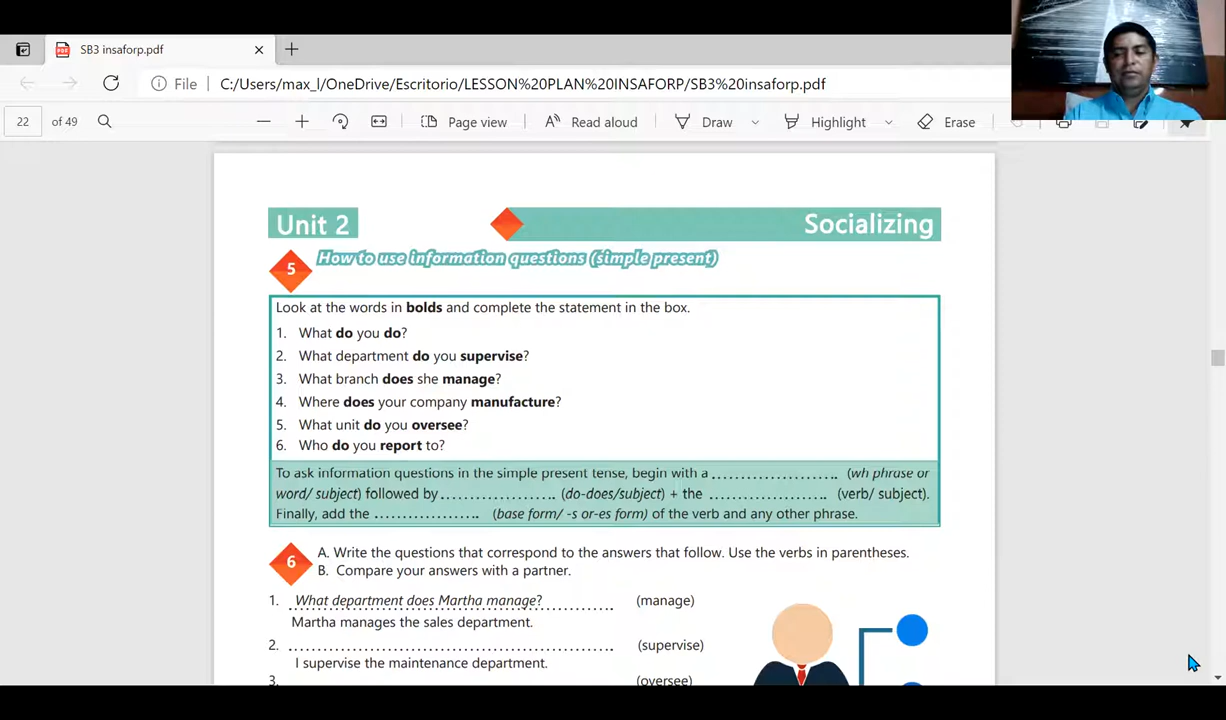 SB3 insaforp.pdf
File C:/Users/max_l/OneDrive/Escritorio/LESSON%20PLAN%20INSAFORP/SB3%20insaforp.pdf
22 of 49 Page view Read aloud Draw Highlight Erase
Unit 2 Socializing
5 How to use information questions (simple present)
Look at the words in bolds and complete the statement in the box.
1. What do you do?
2. What department do you supervise?
3. What branch does she manage?
4. Where does your company manufacture?
5. What unit do you oversee?
6. Who do you report to?
To ask information questions in the simple present tense, begin with a ..................... (wh phrase or
word/ subject) followed by ................... (do-does/subject) + the .................... (verb/ subject).
Finally, add the .................. (base form/ -s or-es form) of the verb and any other phrase.
6 A. Write the questions that correspond to the answers that follow. Use the verbs in parentheses.
B. Compare your answers with a partner.
1. What department does Martha manage? (manage)
Martha manages the sales department.
2. ...................................................... (supervise)
I supervise the maintenance department.
3. (oversee)